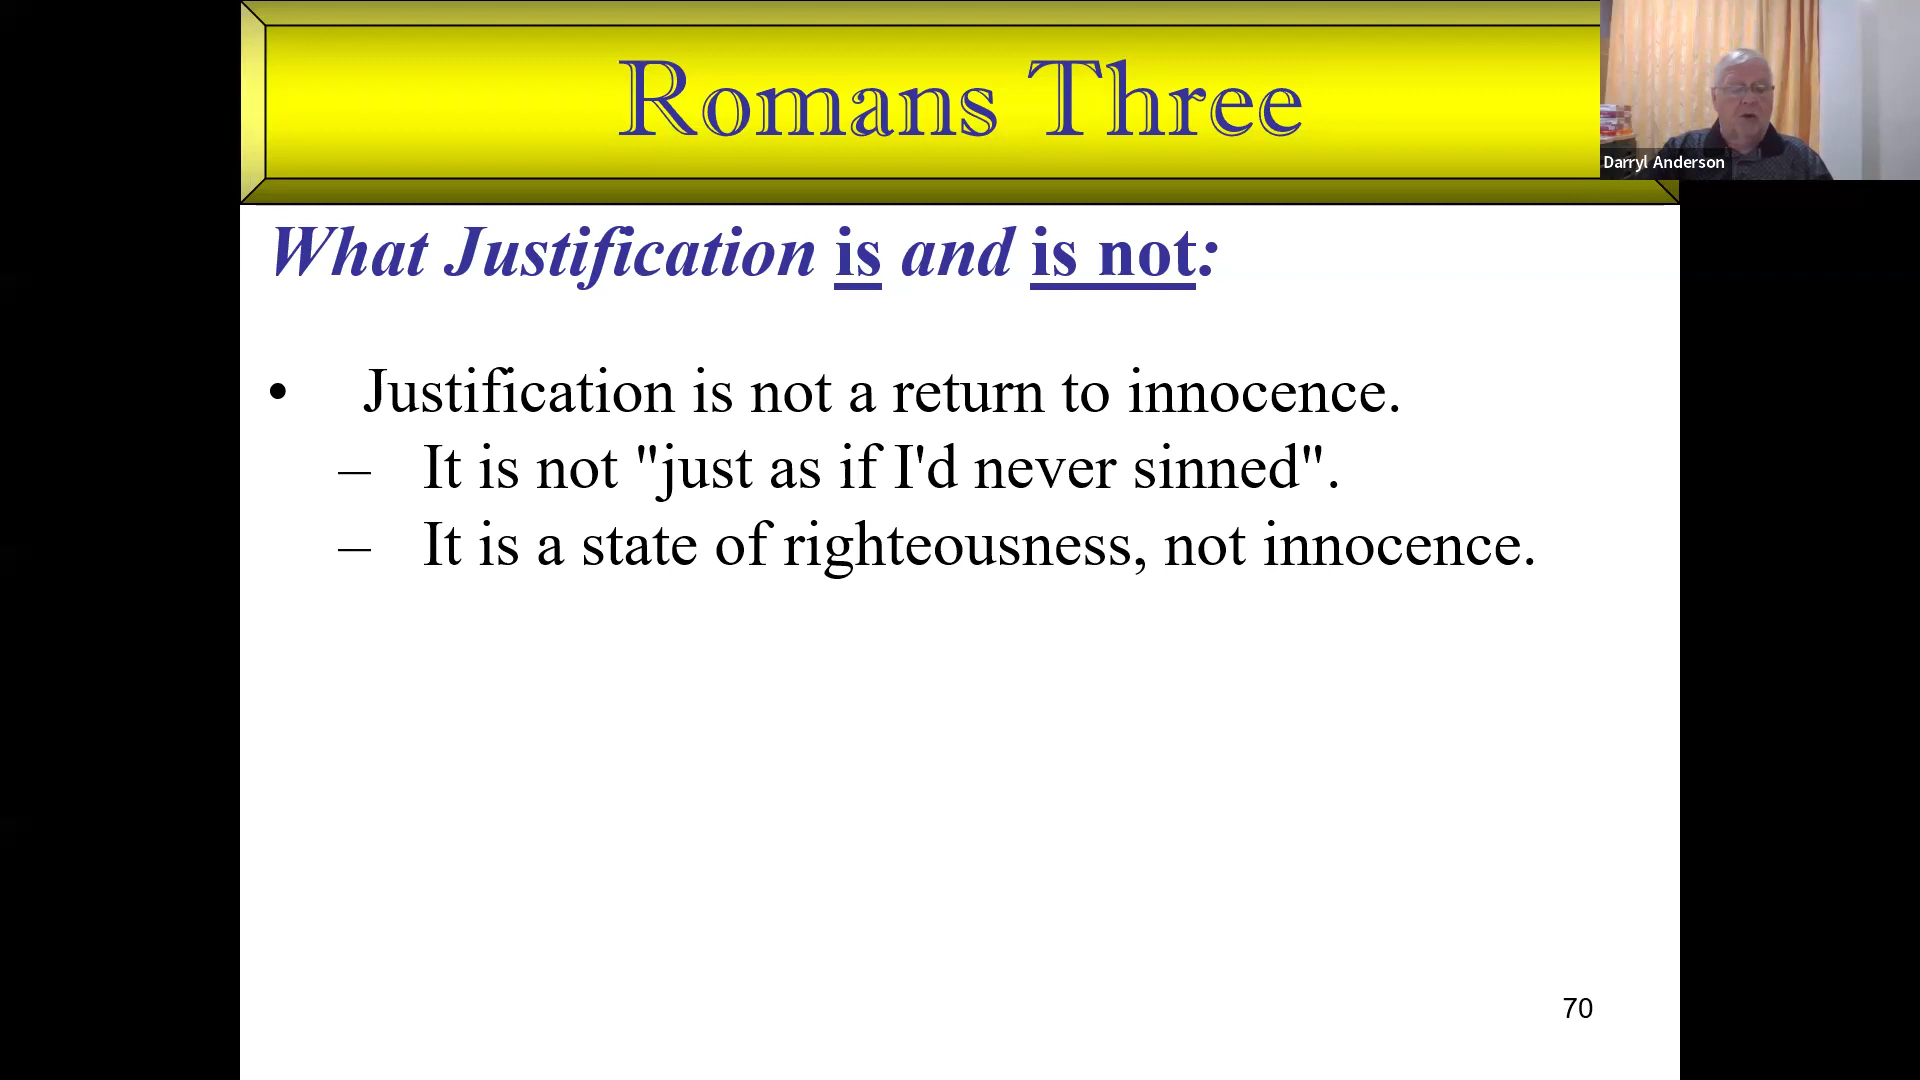 Romans Three
Darryl Anderson
What Justification is and is not:
• Justification is not a return to innocence.
– It is not "just as if I'd never sinned".
– It is a state of righteousness, not innocence.
70